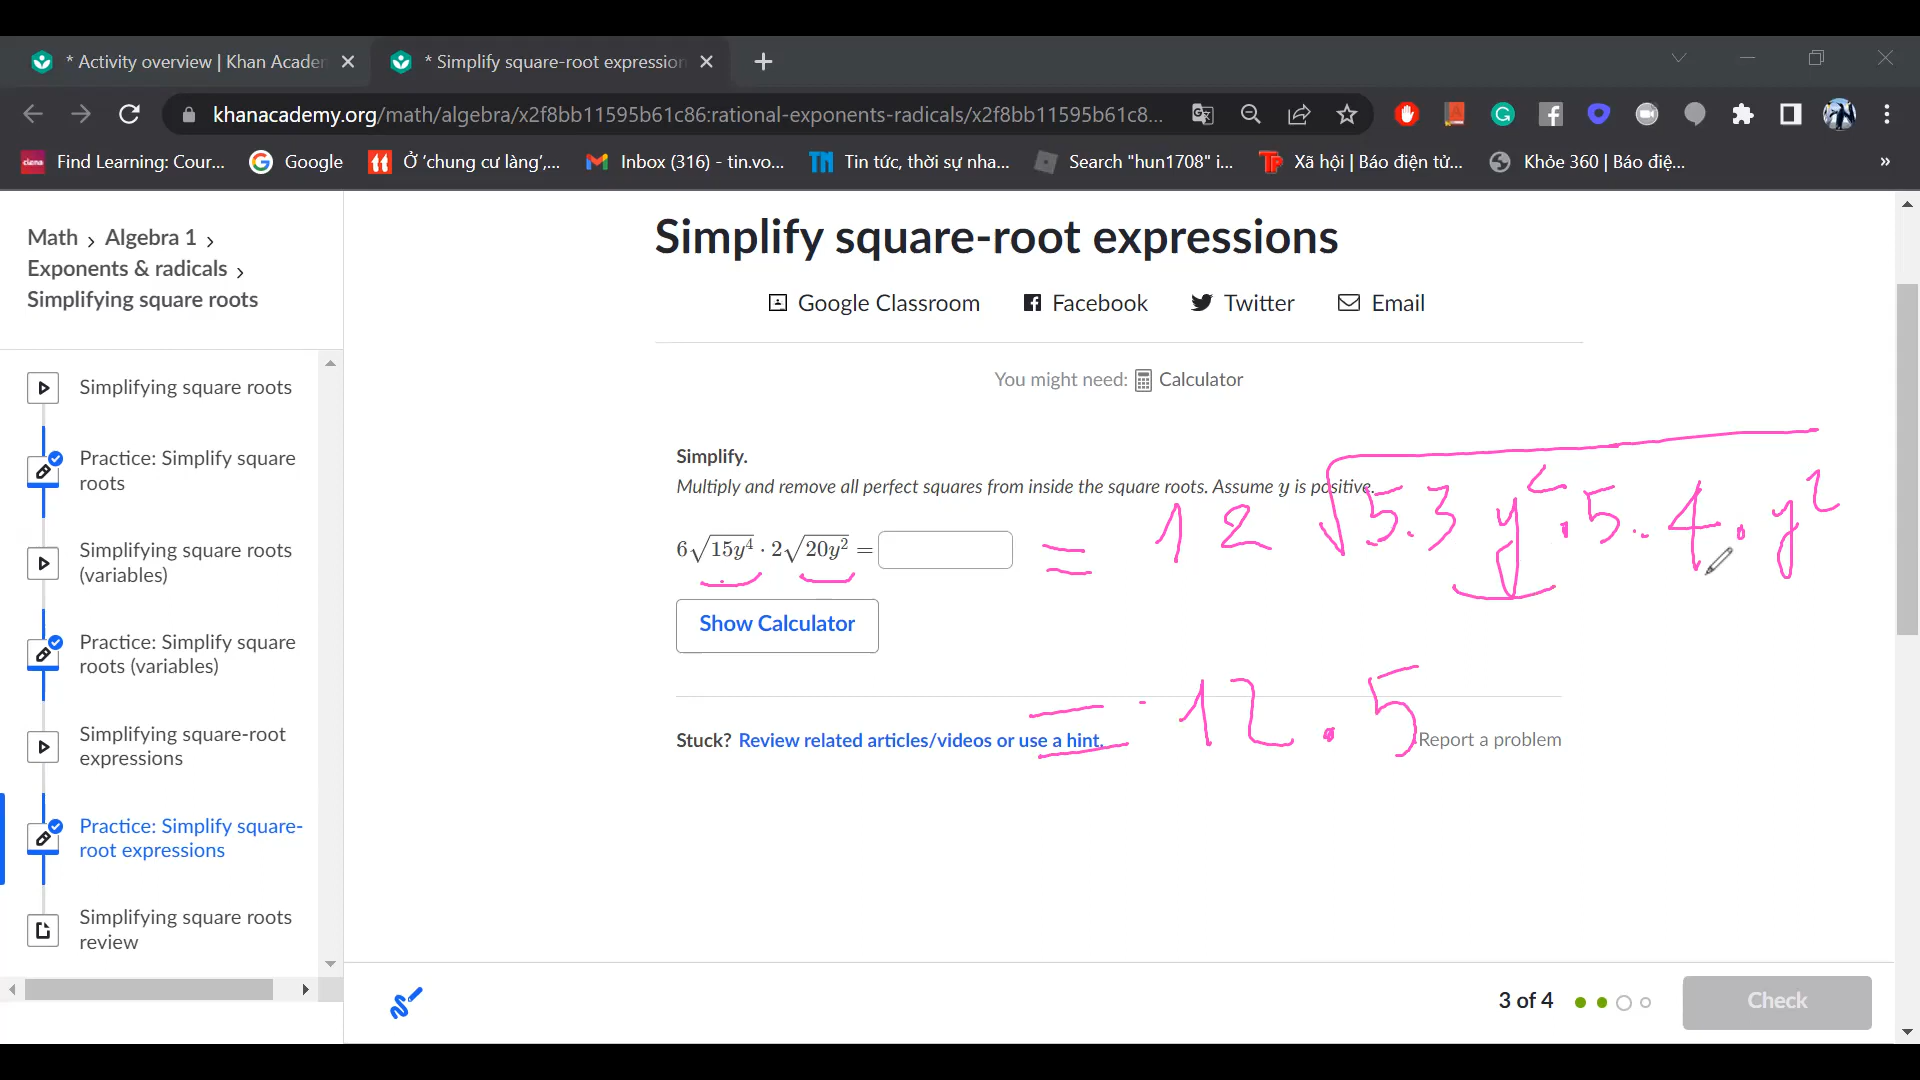 * Activity overview | Khan Acader
* Simplify square-root expression
khanacademy.org/math/algebra/x2f8bb11595b61c86:rational-exponents-radicals/x2f8bb11595b61c8...
Find Learning: Cour...
Google
Ở 'chung cư làng',...
Inbox (316) - tin.vo...
Tin tức, thời sự nha...
Search "hun1708" i...
Xã hội | Báo điện tử...
Khỏe 360 | Báo điệ...
»
Math › Algebra 1 ›
Exponents & radicals ›
Simplifying square roots
Simplifying square roots
Practice: Simplify square
roots
Simplifying square roots
(variables)
Practice: Simplify square
roots (variables)
Simplifying square-root
expressions
Practice: Simplify square-
root expressions
Simplifying square roots
review
Simplify square-root expressions
Google Classroom
Facebook
Twitter
Email
You might need: Calculator
Simplify.
Multiply and remove all perfect squares from inside the square roots. Assume y is positive.
6√15y⁴ · 2√20y² =
= 12 √5.3 y⁴ . 5 . 4 . y²
Show Calculator
= 12 . 5
Stuck? Review related articles/videos or use a hint.
Report a problem
3 of 4
Check